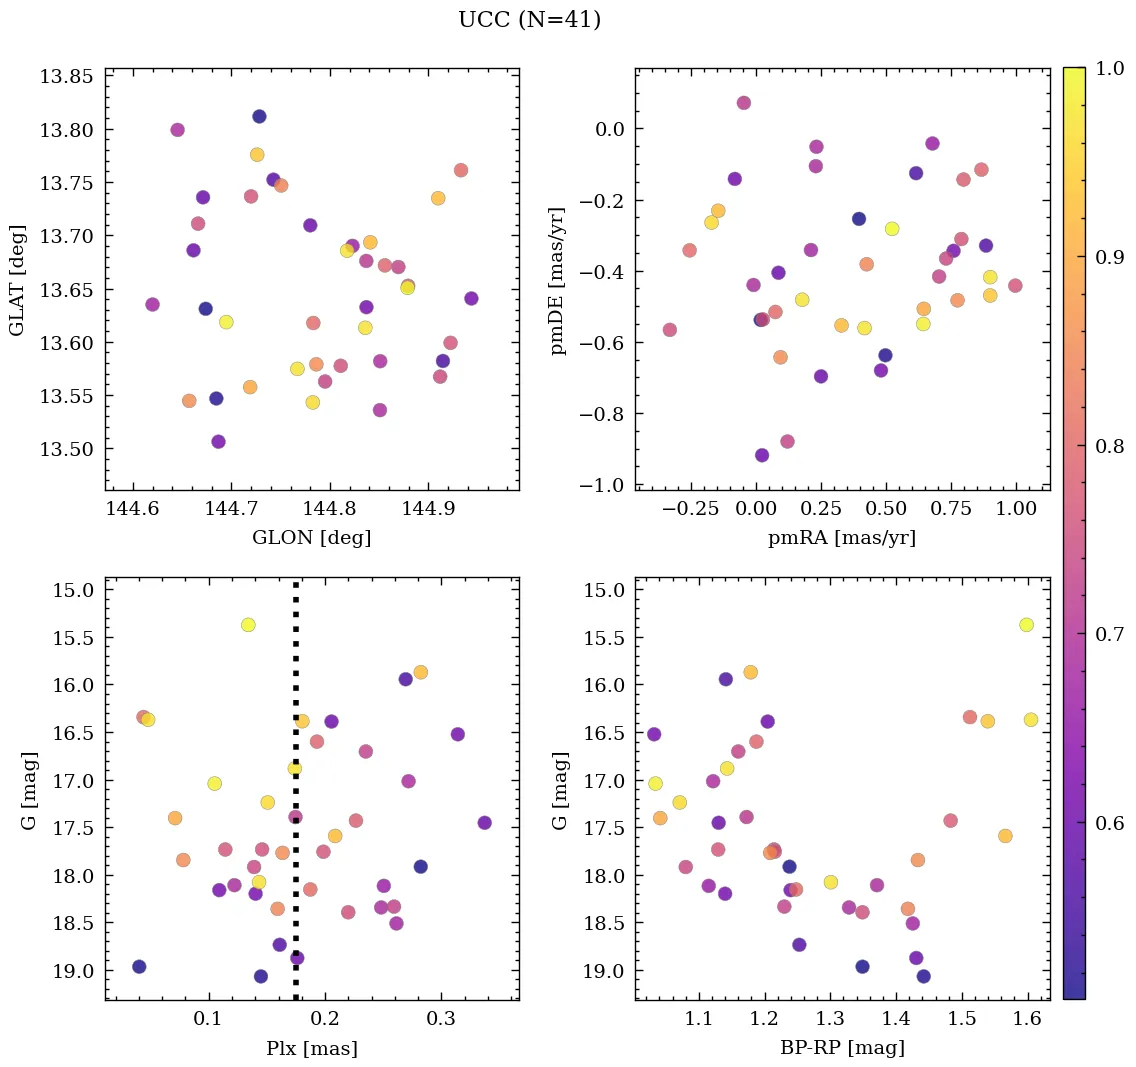 UCC (N=41)
13.85
13.80
13.75
13.70
13.65
13.60
13.55
13.50
GLAT [deg]
144.6 144.7 144.8 144.9
GLON [deg]
0.0
−0.2
−0.4
−0.6
−0.8
−1.0
pmDE [mas/yr]
−0.25 0.00 0.25 0.50 0.75 1.00
pmRA [mas/yr]
1.0
0.9
0.8
0.7
0.6
15.0
15.5
16.0
16.5
17.0
17.5
18.0
18.5
19.0
G [mag]
0.1 0.2 0.3
Plx [mas]
15.0
15.5
16.0
16.5
17.0
17.5
18.0
18.5
19.0
G [mag]
1.1 1.2 1.3 1.4 1.5 1.6
BP-RP [mag]